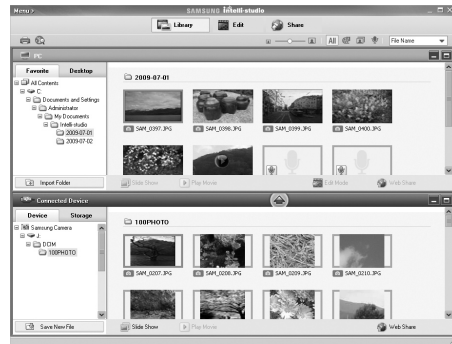 Menu >
SAMSUNG Intelli-studio
Library
Edit
Share
All
File Name
PC
Favorite
Desktop
All Contents
C
Documents and Settings
Administrator
My Documents
Intelli-studio
2009-07-01
2009-07-02
2009-07-01
SAM_0397.JPG
SAM_0398.JPG
SAM_0399.JPG
SAM_0400.JPG
Import Folder
Slide Show
Play Movie
Edit Mode
Web Share
Connected Device
Device
Storage
Samsung Camera
J
DCIM
100PHOTO
100PHOTO
SAM_0207.JPG
SAM_0208.JPG
SAM_0209.JPG
SAM_0210.JPG
Save New File
Slide Show
Play Movie
Web Share